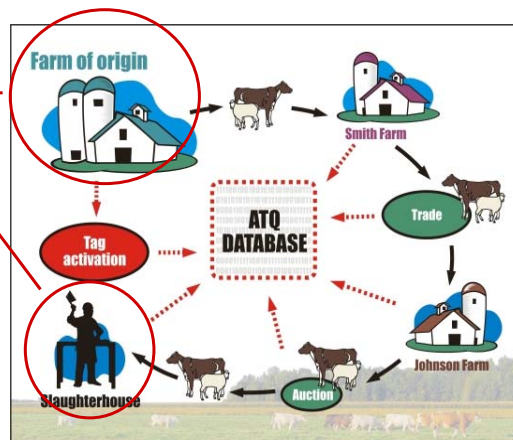 Farm of origin
Smith Farm
ATQ
DATABASE
Trade
Tag
activation
Johnson Farm
Slaughterhouse
Auction